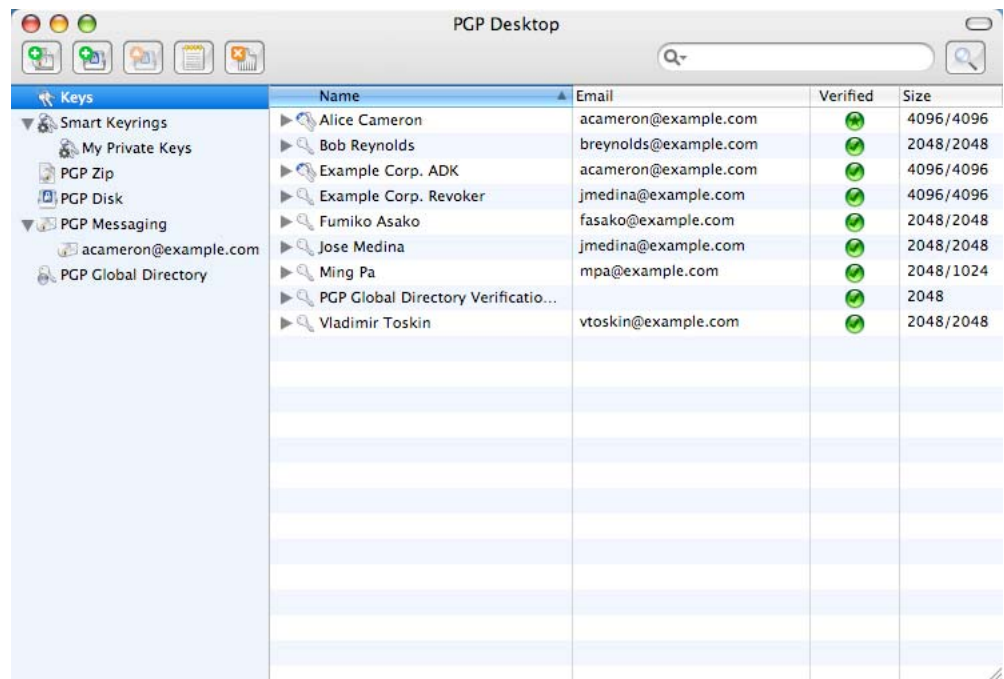 PGP Desktop
Keys
Smart Keyrings
My Private Keys
PGP Zip
PGP Disk
PGP Messaging
acameron@example.com
PGP Global Directory
Name Email Verified Size
Alice Cameron acameron@example.com 4096/4096
Bob Reynolds breynolds@example.com 2048/2048
Example Corp. ADK acameron@example.com 4096/4096
Example Corp. Revoker jmedina@example.com 4096/4096
Fumiko Asako fasako@example.com 2048/2048
Jose Medina jmedina@example.com 2048/2048
Ming Pa mpa@example.com 2048/1024
PGP Global Directory Verificatio... 2048
Vladimir Toskin vtoskin@example.com 2048/2048